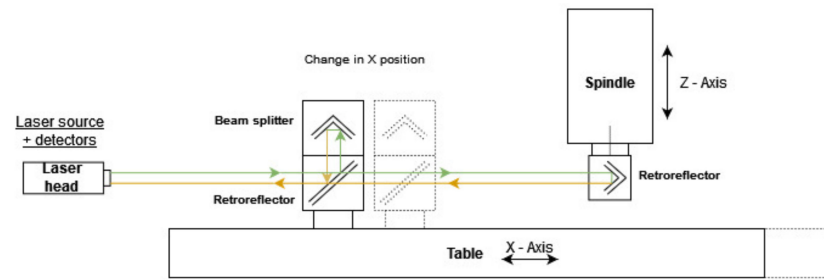 Change in X position
Spindle
Z - Axis
Beam splitter
Laser source
+ detectors
Laser
head
Retroreflector
Retroreflector
Table
X - Axis